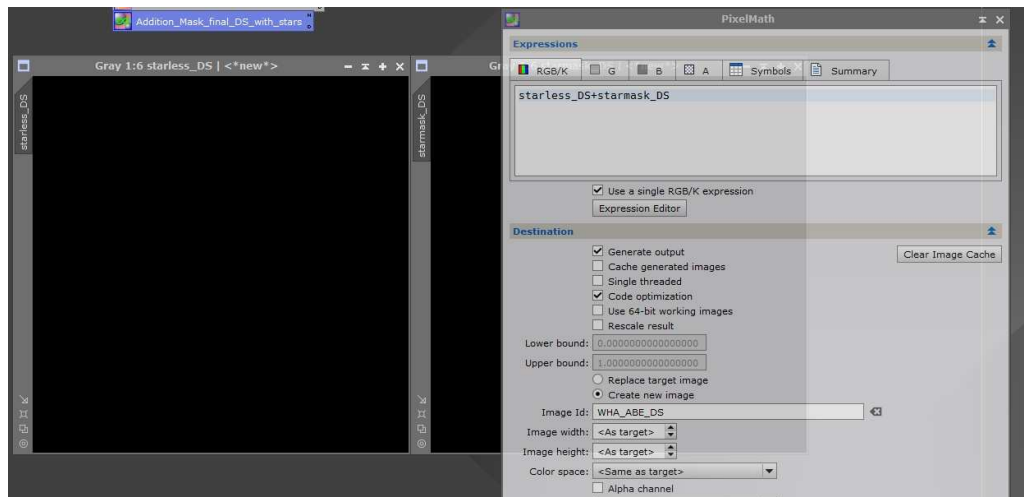 Addition_Mask_final_DS_with_stars
Gray 1:6 starless_DS | <*new*>
starless_DS
starmask_DS
PixelMath
Expressions
RGB/K G B A Symbols Summary
starless_DS+starmask_DS
Use a single RGB/K expression
Expression Editor
Destination
Generate output
Clear Image Cache
Cache generated images
Single threaded
Code optimization
Use 64-bit working images
Rescale result
Lower bound: 0.0000000000000000
Upper bound: 1.0000000000000000
Replace target image
Create new image
Image Id: WHA_ABE_DS
Image width: <As target>
Image height: <As target>
Color space: <Same as target>
Alpha channel